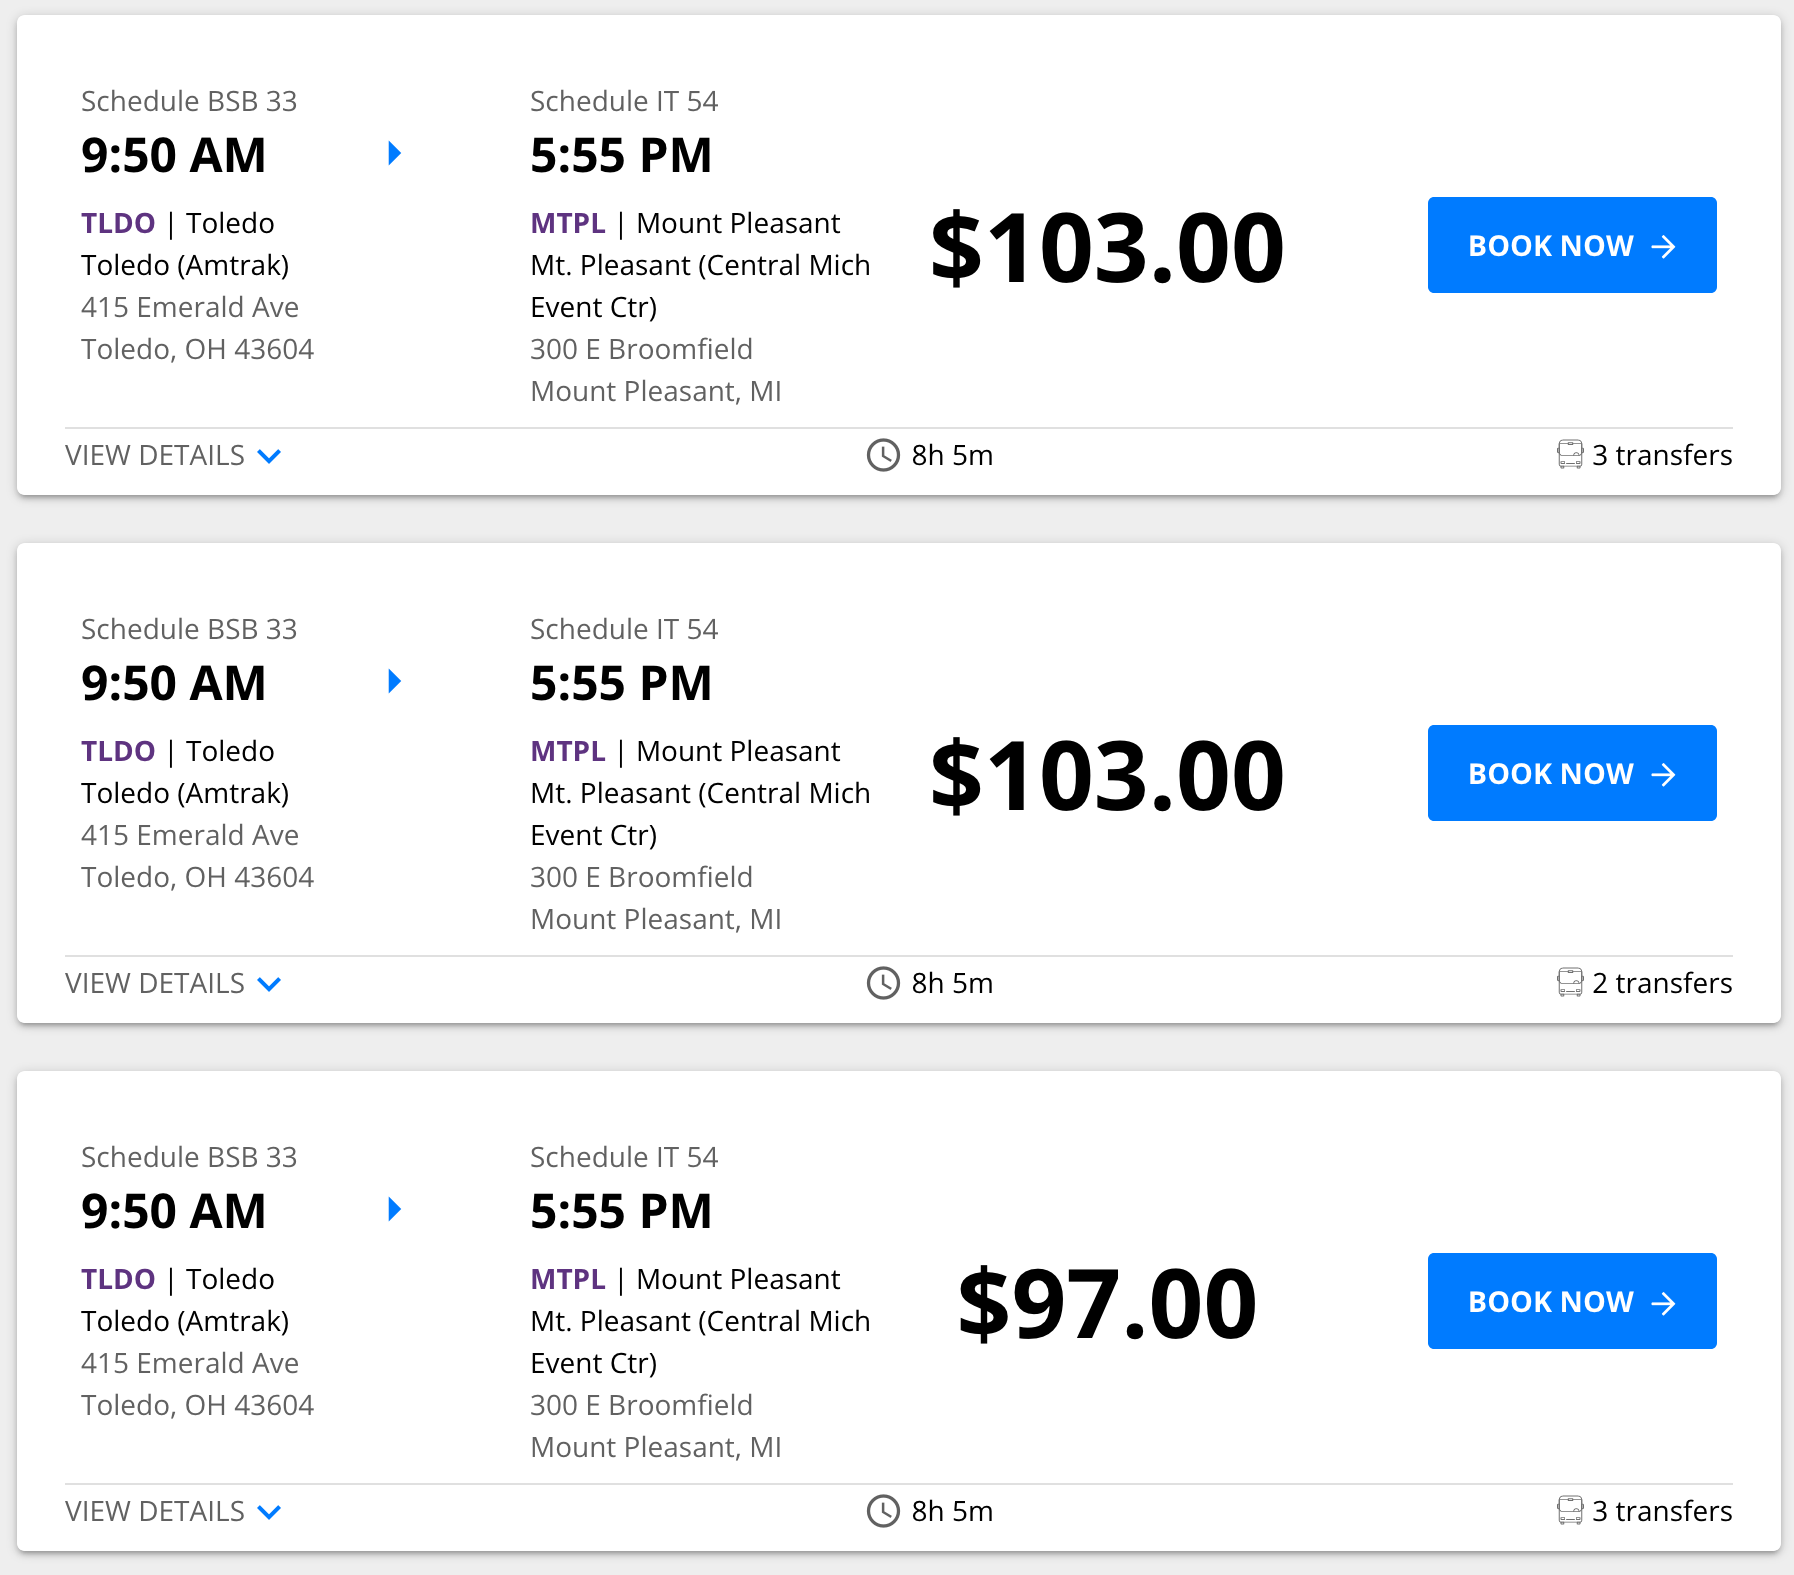 Schedule BSB 33
9:50 AM
TLDO | Toledo
Toledo (Amtrak)
415 Emerald Ave
Toledo, OH 43604
Schedule IT 54
5:55 PM
MTPL | Mount Pleasant
Mt. Pleasant (Central Mich
Event Ctr)
300 E Broomfield
Mount Pleasant, MI
$103.00
BOOK NOW
VIEW DETAILS
8h 5m
3 transfers
Schedule BSB 33
9:50 AM
TLDO | Toledo
Toledo (Amtrak)
415 Emerald Ave
Toledo, OH 43604
Schedule IT 54
5:55 PM
MTPL | Mount Pleasant
Mt. Pleasant (Central Mich
Event Ctr)
300 E Broomfield
Mount Pleasant, MI
$103.00
BOOK NOW
VIEW DETAILS
8h 5m
2 transfers
Schedule BSB 33
9:50 AM
TLDO | Toledo
Toledo (Amtrak)
415 Emerald Ave
Toledo, OH 43604
Schedule IT 54
5:55 PM
MTPL | Mount Pleasant
Mt. Pleasant (Central Mich
Event Ctr)
300 E Broomfield
Mount Pleasant, MI
$97.00
BOOK NOW
VIEW DETAILS
8h 5m
3 transfers